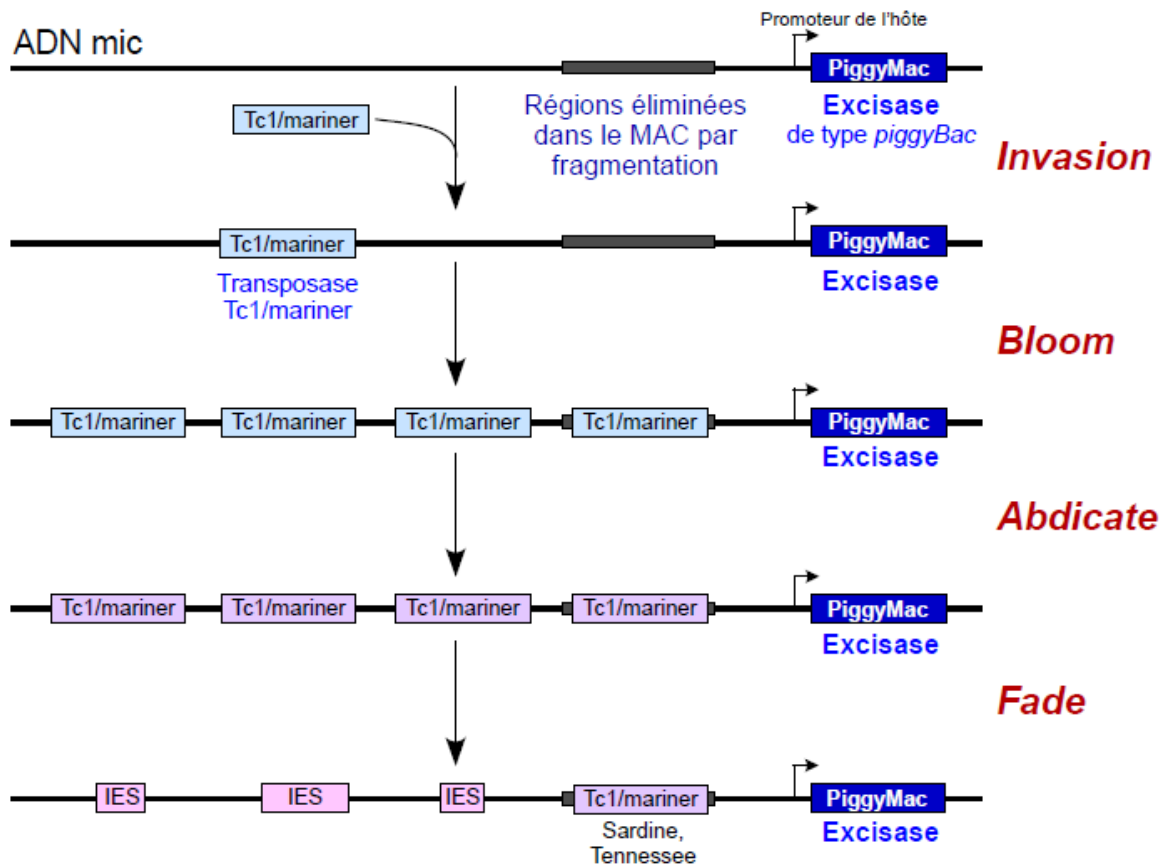 Promoteur de l'hôte
ADN mic
PiggyMac
Tc1/mariner
Régions éliminées
dans le MAC par
fragmentation
Excisase
de type piggyBac
Invasion
Tc1/mariner
PiggyMac
Transposase
Tc1/mariner
Excisase
Bloom
Tc1/mariner
Tc1/mariner
Tc1/mariner
Tc1/mariner
PiggyMac
Excisase
Abdicate
Tc1/mariner
Tc1/mariner
Tc1/mariner
Tc1/mariner
PiggyMac
Excisase
Fade
IES
IES
IES
Tc1/mariner
PiggyMac
Sardine,
Tennessee
Excisase